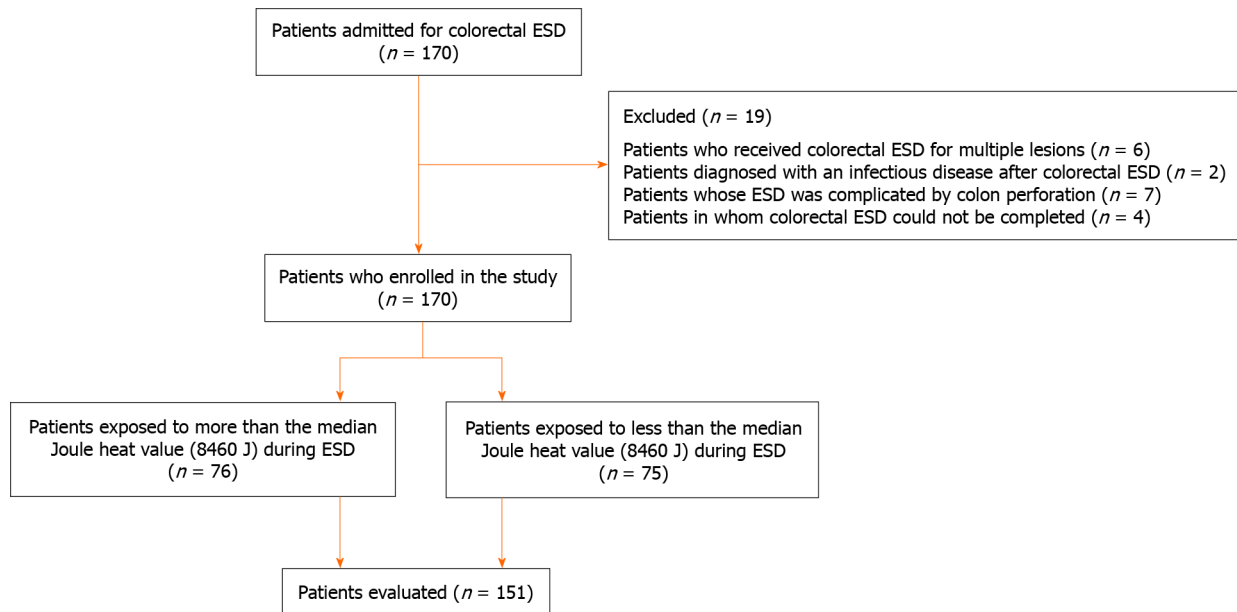 Patients admitted for colorectal ESD
(n = 170)
Excluded (n = 19)
Patients who received colorectal ESD for multiple lesions (n = 6)
Patients diagnosed with an infectious disease after colorectal ESD (n = 2)
Patients whose ESD was complicated by colon perforation (n = 7)
Patients in whom colorectal ESD could not be completed (n = 4)
Patients who enrolled in the study
(n = 170)
Patients exposed to more than the median
Joule heat value (8460 J) during ESD
(n = 76)
Patients exposed to less than the median
Joule heat value (8460 J) during ESD
(n = 75)
Patients evaluated (n = 151)